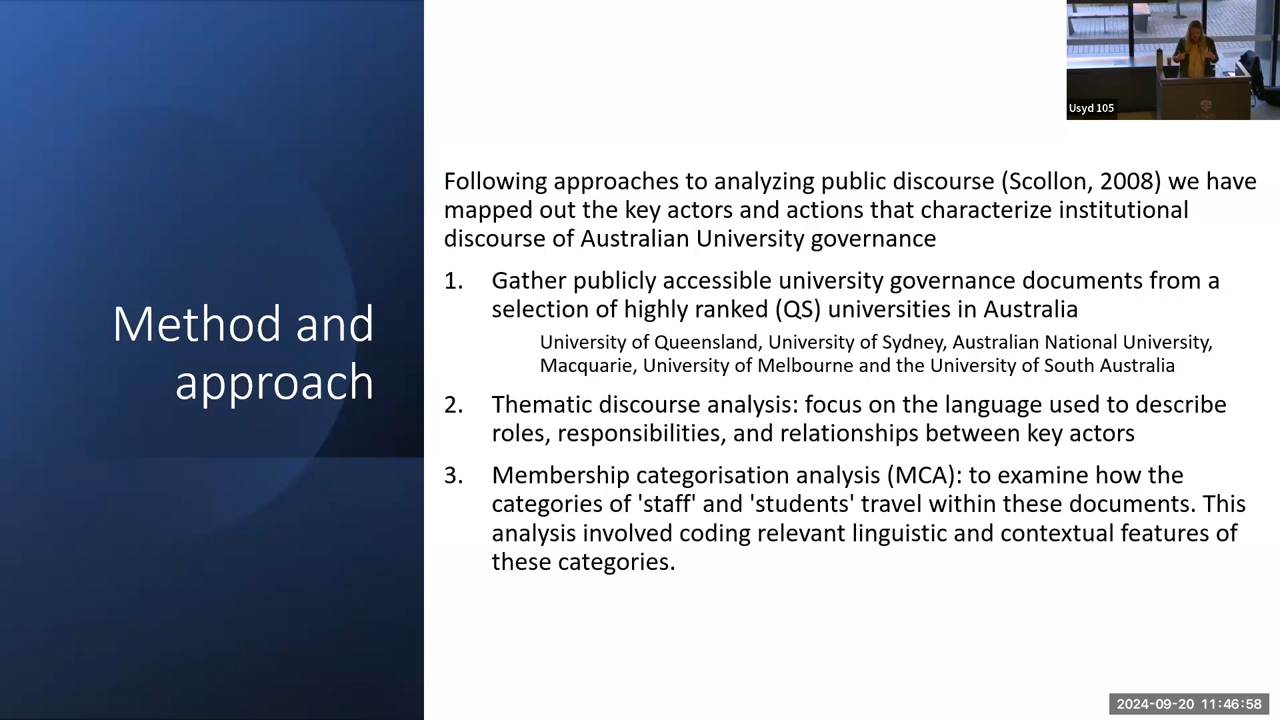 Usyd 105
Method and
approach
Following approaches to analyzing public discourse (Scollon, 2008) we have
mapped out the key actors and actions that characterize institutional
discourse of Australian University governance
1. Gather publicly accessible university governance documents from a
selection of highly ranked (QS) universities in Australia
University of Queensland, University of Sydney, Australian National University,
Macquarie, University of Melbourne and the University of South Australia
2. Thematic discourse analysis: focus on the language used to describe
roles, responsibilities, and relationships between key actors
3. Membership categorisation analysis (MCA): to examine how the
categories of 'staff' and 'students' travel within these documents. This
analysis involved coding relevant linguistic and contextual features of
these categories.
2024-09-20 11:46:58